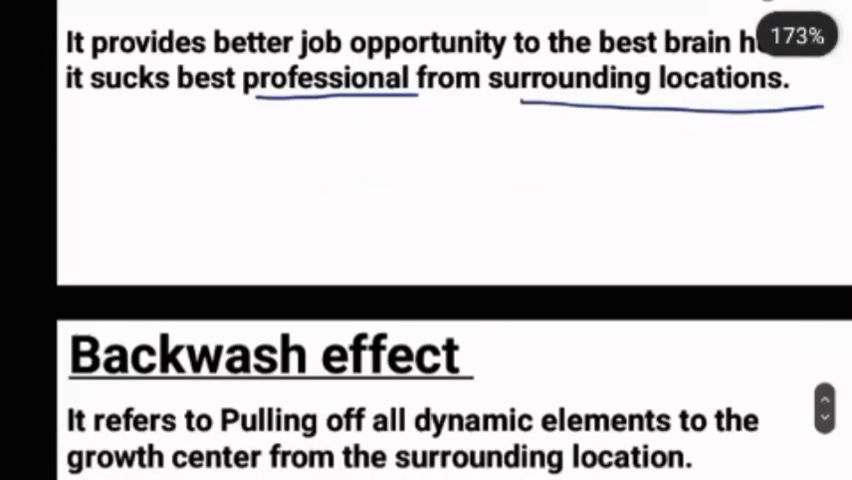 It provides better job opportunity to the best brain
173%
it sucks best professional from surrounding locations.
Backwash effect
It refers to Pulling off all dynamic elements to the
growth center from the surrounding location.